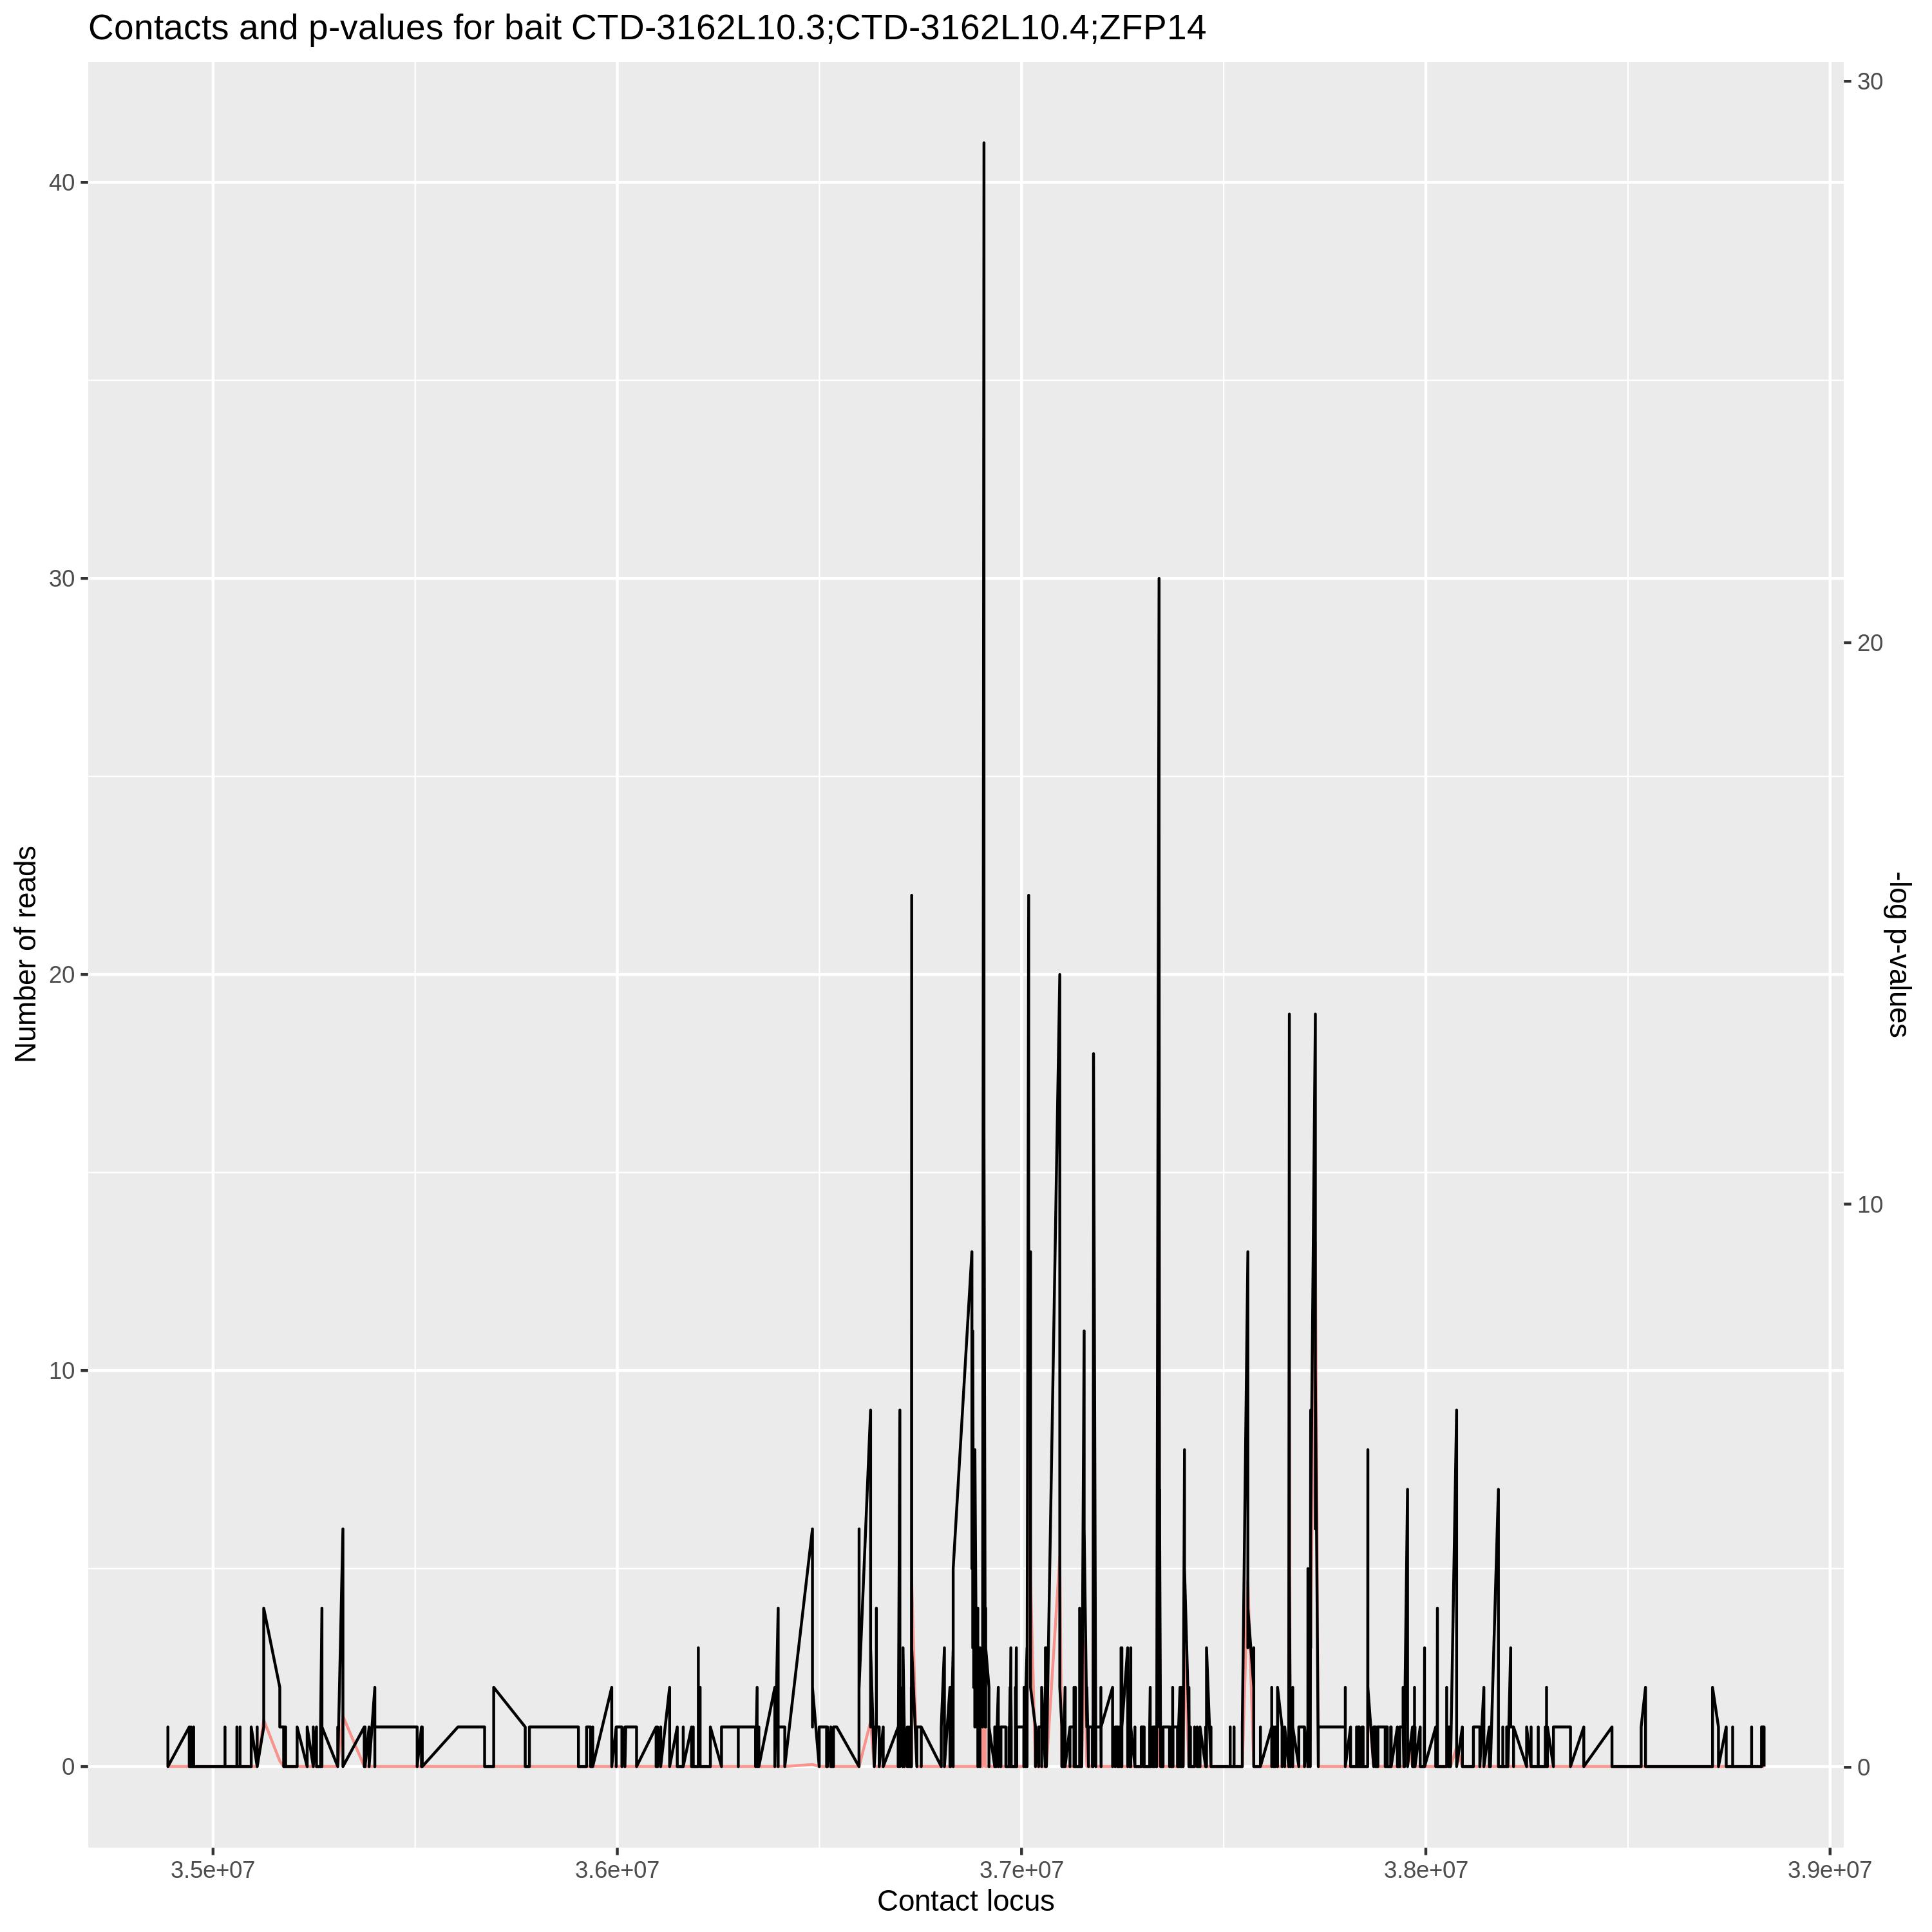 Contacts and p-values for bait CTD-3162L10.3;CTD-3162L10.4;ZFP14
30
40
30
20
20
10
10
0
0
Number of reads
-log p-values
3.5e+07 3.6e+07 3.7e+07 3.8e+07 3.9e+07
Contact locus